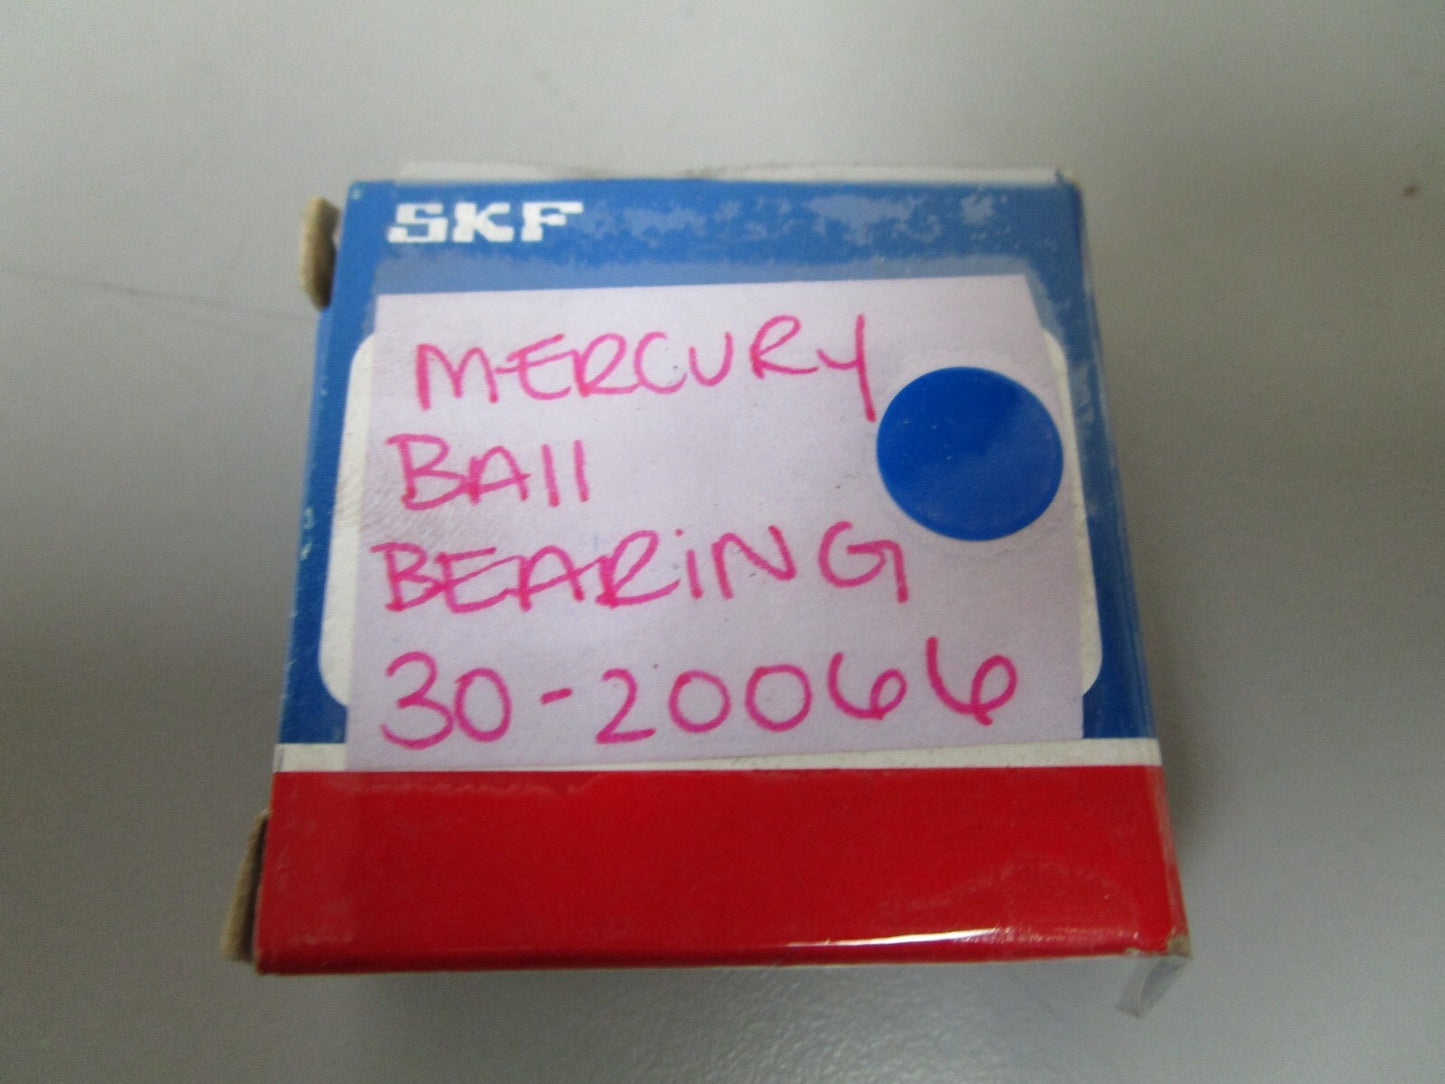 SKF
MERCURY
BAll
BEARiNG
30-20066